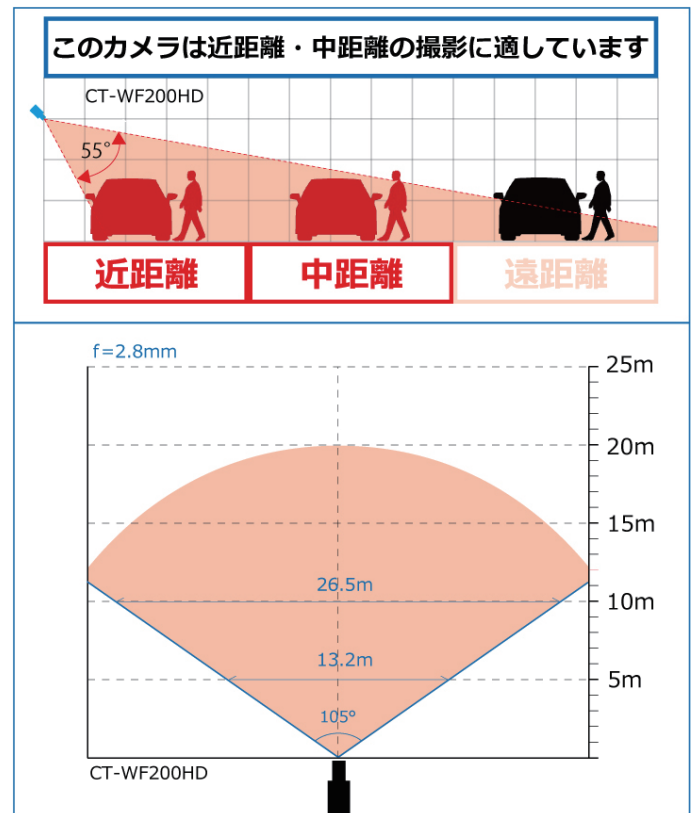 このカメラは近距離・中距離の撮影に適しています
CT-WF200HD
55°
近距離
中距離
遠距離
f=2.8mm
25m
20m
15m
26.5m
10m
13.2m
5m
105°
CT-WF200HD